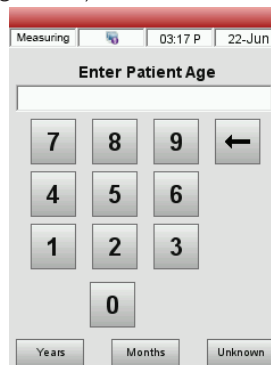 Measuring 03:17 P 22-Jun
Enter Patient Age
7 8 9 ←
4 5 6
1 2 3
0
Years Months Unknown